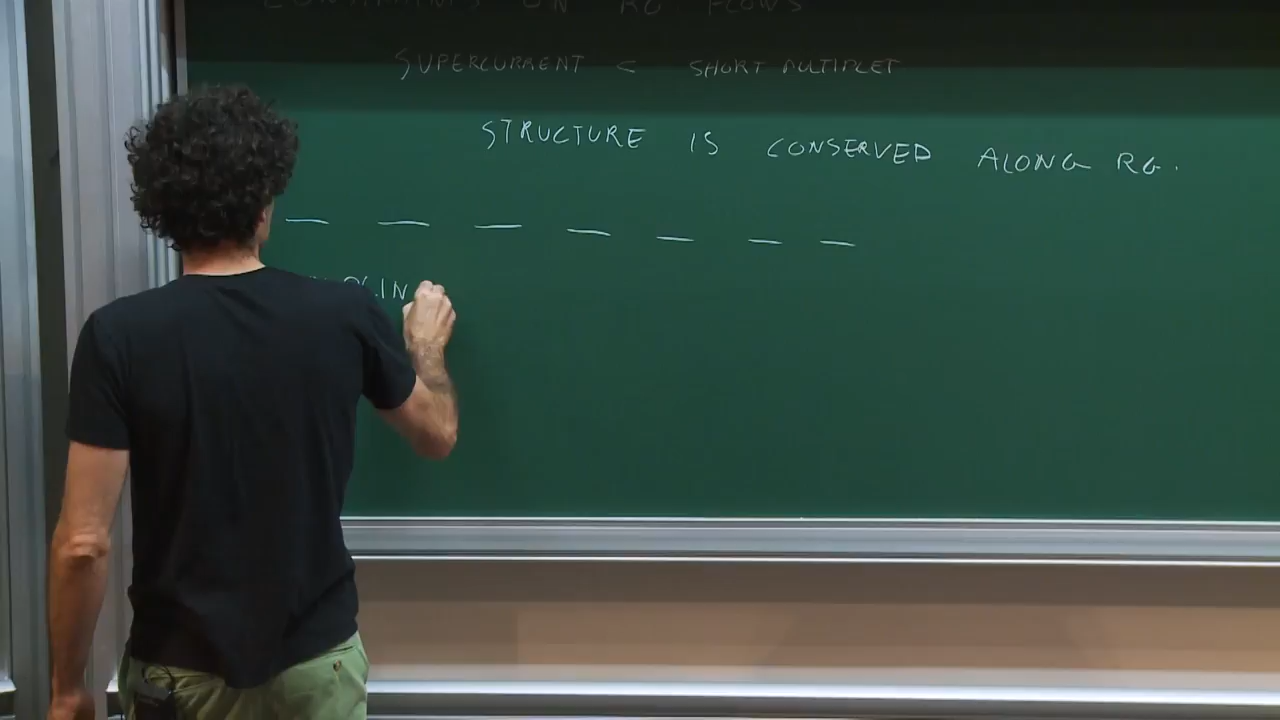 ON RG FLOWS
SUPERCURRENT < SHORT MULTIPLET
STRUCTURE IS CONSERVED ALONG RG.